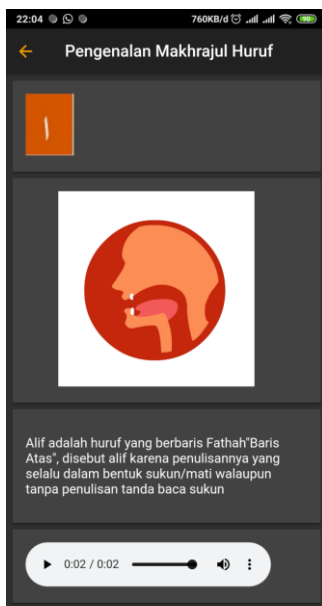 22:04 760KB/d 90
Pengenalan Makhrajul Huruf
ا
Alif adalah huruf yang berbaris Fathah"Baris
Atas", disebut alif karena penulisannya yang
selalu dalam bentuk sukun/mati walaupun
tanpa penulisan tanda baca sukun
0:02 / 0:02